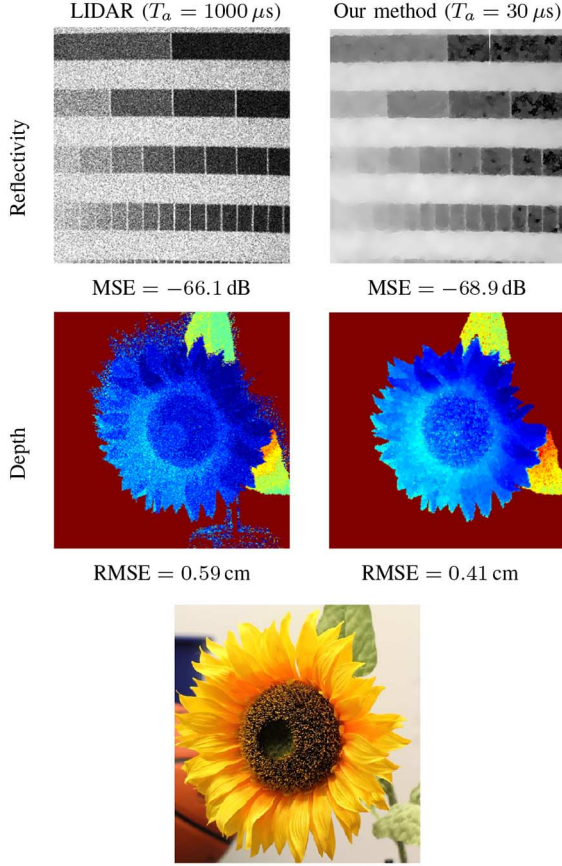 LIDAR (T_a = 1000 μs) Our method (T_a = 30 μs)
Reflectivity
MSE = −66.1 dB MSE = −68.9 dB
Depth
RMSE = 0.59 cm RMSE = 0.41 cm